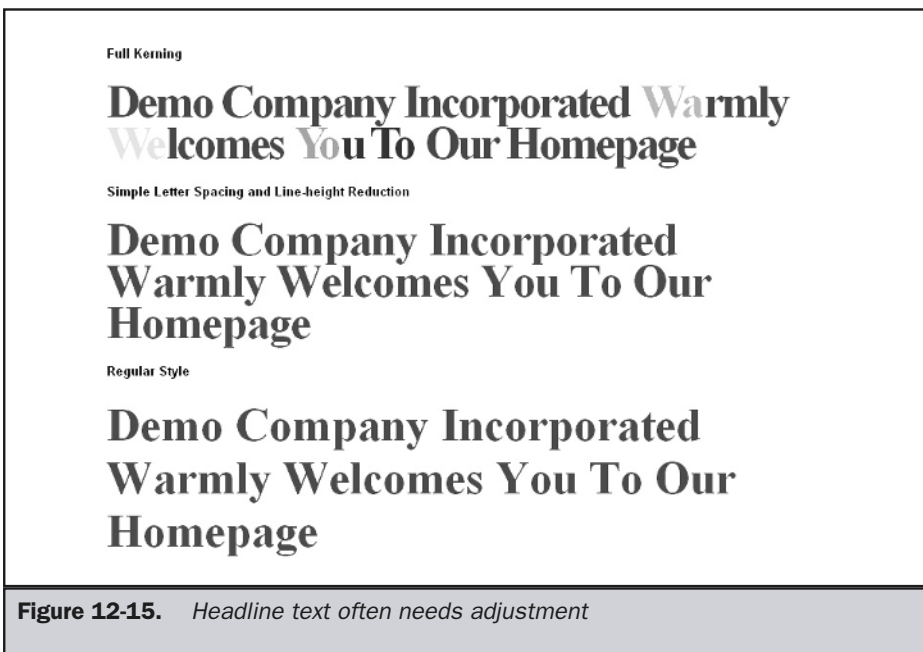 Full Kerning
Demo Company Incorporated Warmly
Welcomes You To Our Homepage
Simple Letter Spacing and Line-height Reduction
Demo Company Incorporated
Warmly Welcomes You To Our
Homepage
Regular Style
Demo Company Incorporated
Warmly Welcomes You To Our
Homepage
Figure 12-15. Headline text often needs adjustment